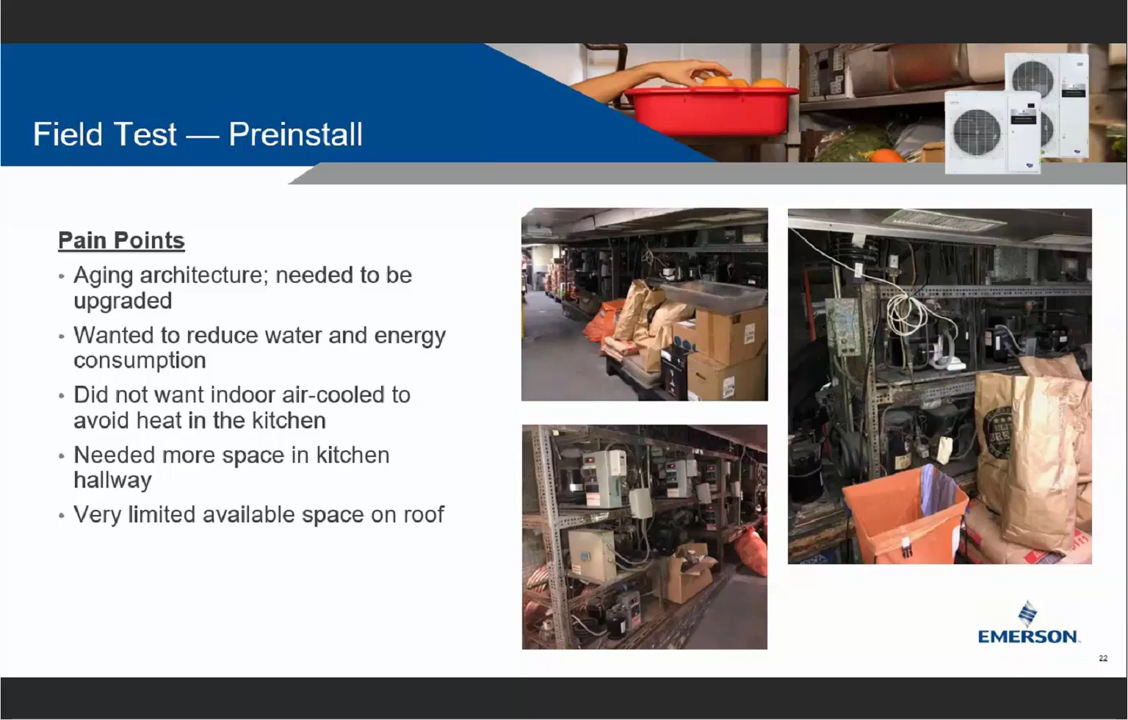 Field Test — Preinstall
Pain Points
• Aging architecture; needed to be
upgraded
• Wanted to reduce water and energy
consumption
• Did not want indoor air-cooled to
avoid heat in the kitchen
• Needed more space in kitchen
hallway
• Very limited available space on roof
EMERSON
22